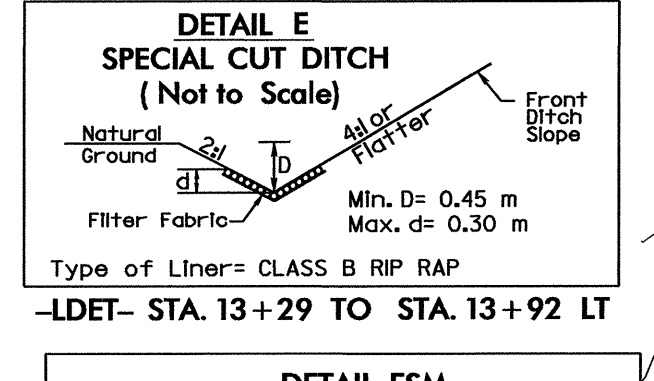 DETAIL E
SPECIAL CUT DITCH
( Not to Scale)
Natural
Ground
2:1
D
d
4:1 or
Flatter
Front
Ditch
Slope
Filter Fabric
Min. D= 0.45 m
Max. d= 0.30 m
Type of Liner= CLASS B RIP RAP
-LDET- STA. 13+29 TO STA. 13+92 LT